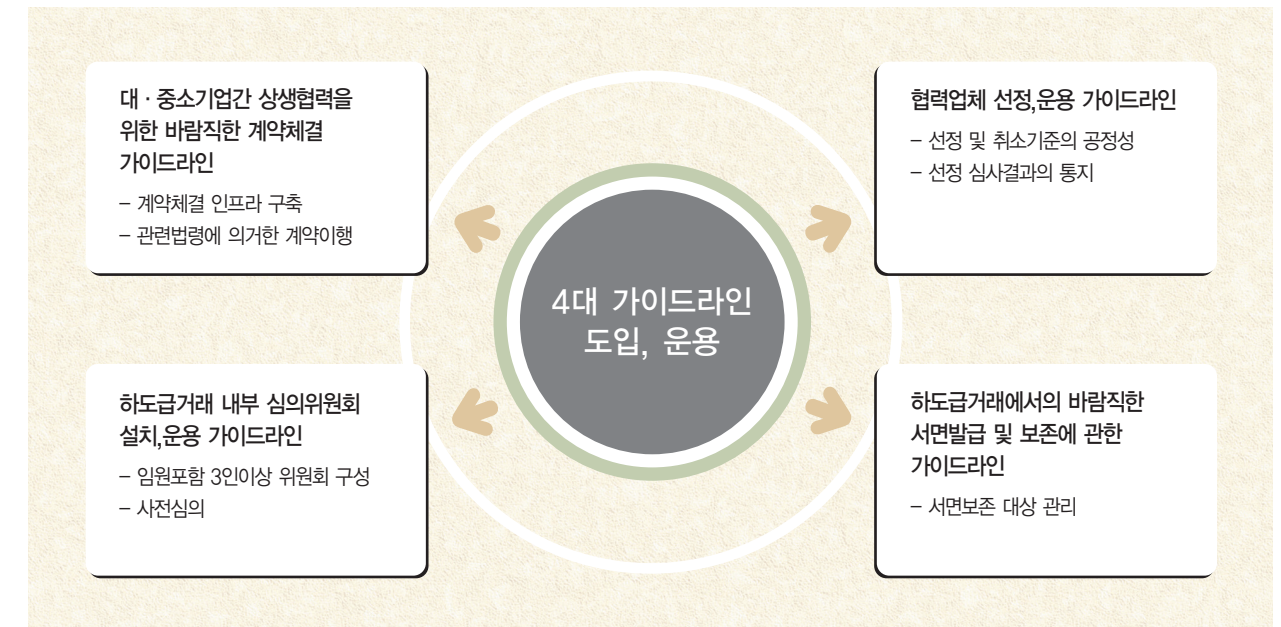 대·중소기업간 상생협력을
위한 바람직한 계약체결
가이드라인
– 계약체결 인프라 구축
– 관련법령에 의거한 계약이행
협력업체 선정,운용 가이드라인
– 선정 및 취소기준의 공정성
– 선정 심사결과의 통지
4대 가이드라인
도입, 운용
하도급거래 내부 심의위원회
설치,운용 가이드라인
– 임원포함 3인이상 위원회 구성
– 사전심의
하도급거래에서의 바람직한
서면발급 및 보존에 관한
가이드라인
– 서면보존 대상 관리